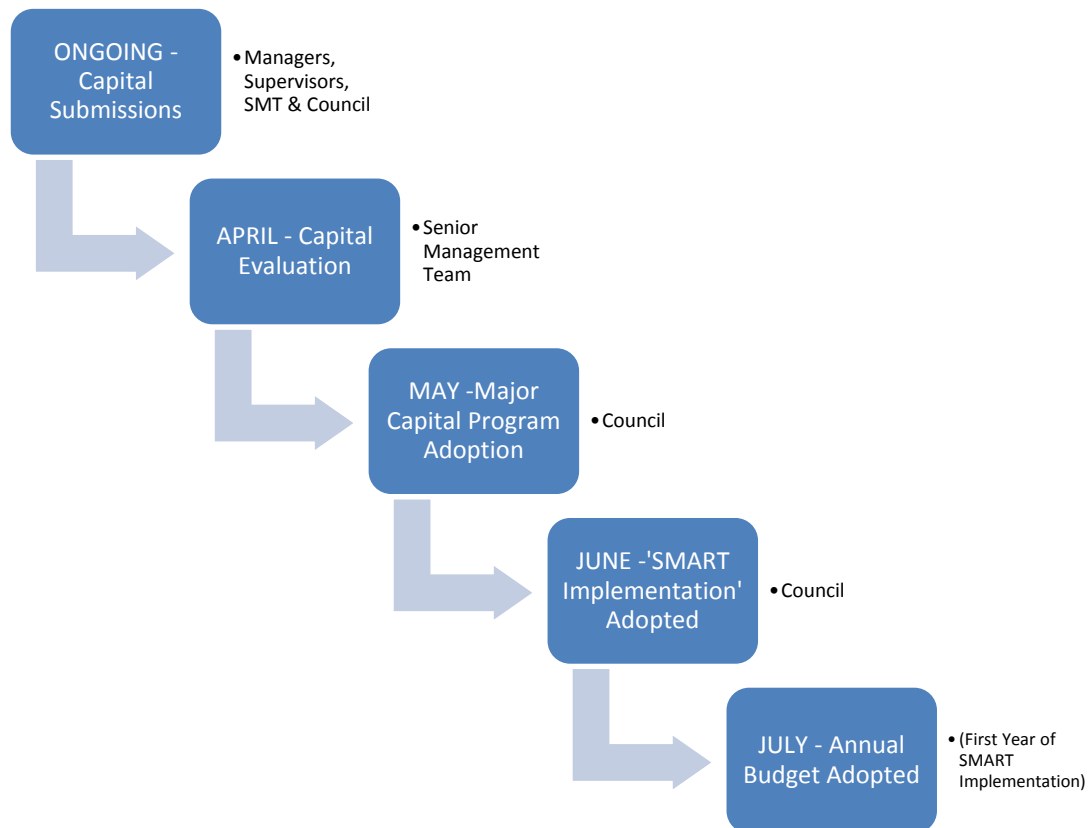 ONGOING -
Capital
Submissions
•Managers,
Supervisors,
SMT & Council
APRIL - Capital
Evaluation
•Senior
Management
Team
MAY -Major
Capital Program
Adoption
•Council
JUNE -'SMART
Implementation'
Adopted
•Council
JULY - Annual
Budget Adopted
•(First Year of
SMART
Implementation)